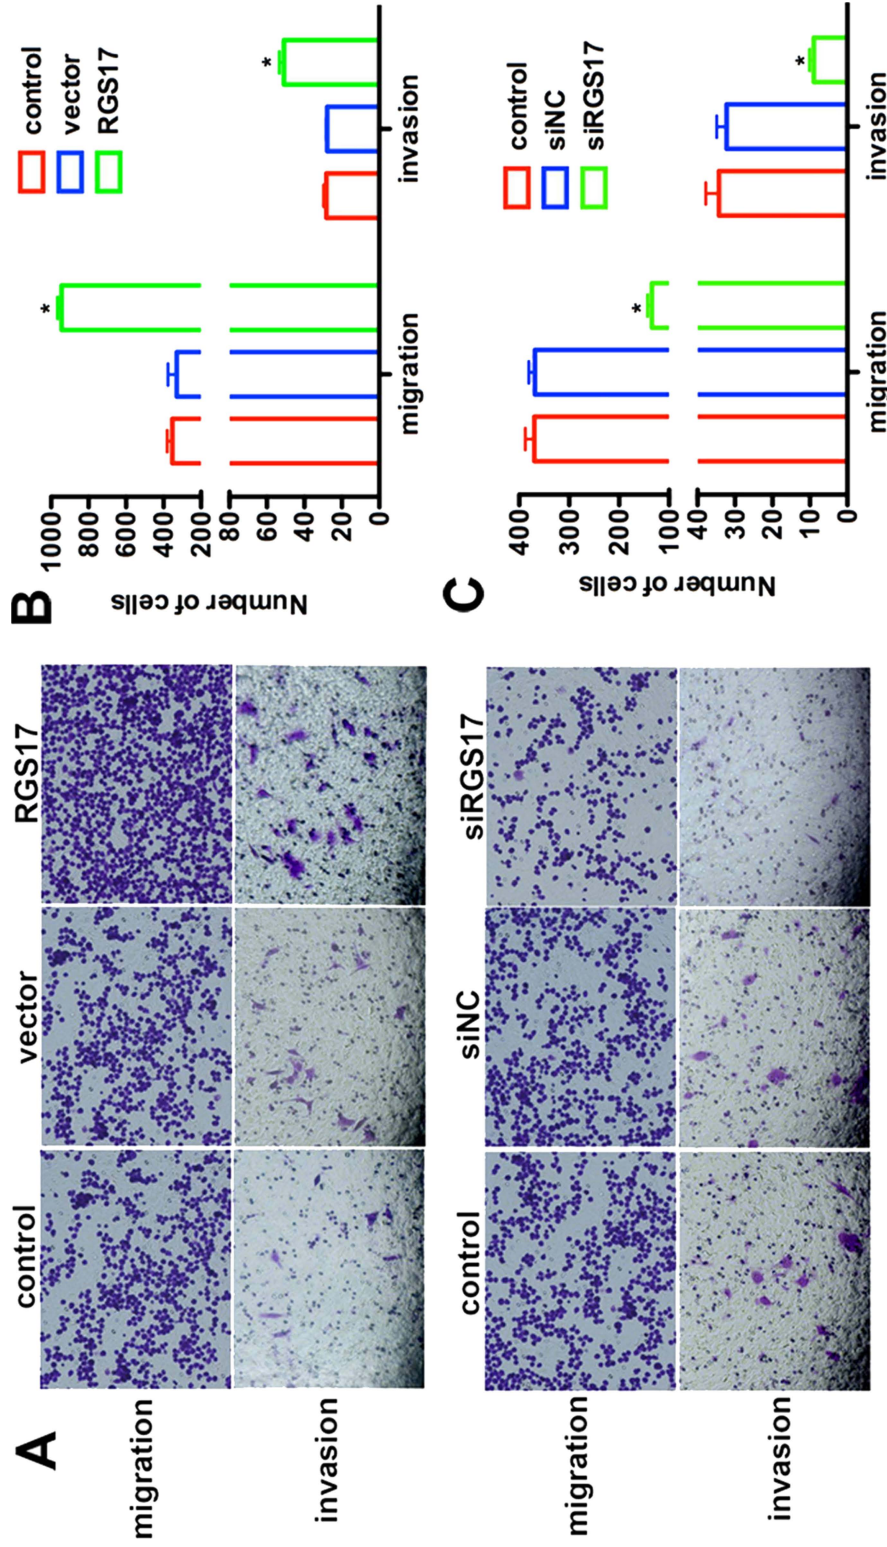 A
control
vector
RGS17
migration
invasion
control
siNC
siRGS17
migration
invasion
B
Number of cells
1000
800
600
400
200
80
60
40
20
0
*
*
migration
invasion
control
vector
RGS17
C
Number of cells
400
300
200
100
40
30
20
10
0
*
*
migration
invasion
control
siNC
siRGS17